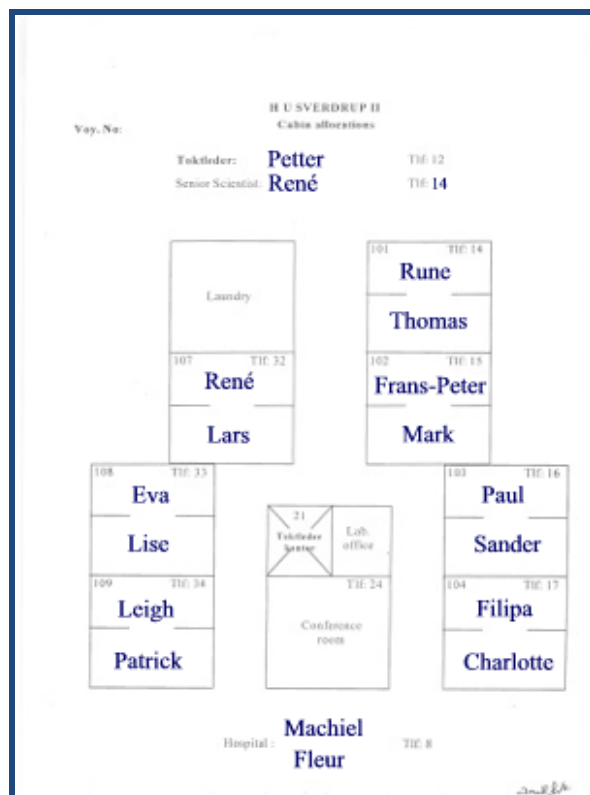 H U SVERDRUP II
Cabin allocations
Voy. No:
Toktleder: Petter Tlf: 12
Senior Scientist: René Tlf: 14
Laundry
101 Tlf: 14
Rune
Thomas
107 Tlf: 32
René
Lars
102 Tlf: 15
Frans-Peter
Mark
108 Tlf: 33
Eva
Lise
109 Tlf: 34
Leigh
Patrick
21
Toktleder
kontor
Lab.
office
Tlf: 24
Conference
room
103 Tlf: 16
Paul
Sander
104 Tlf: 17
Filipa
Charlotte
Machiel
Hospital : Tlf: 8
Fleur